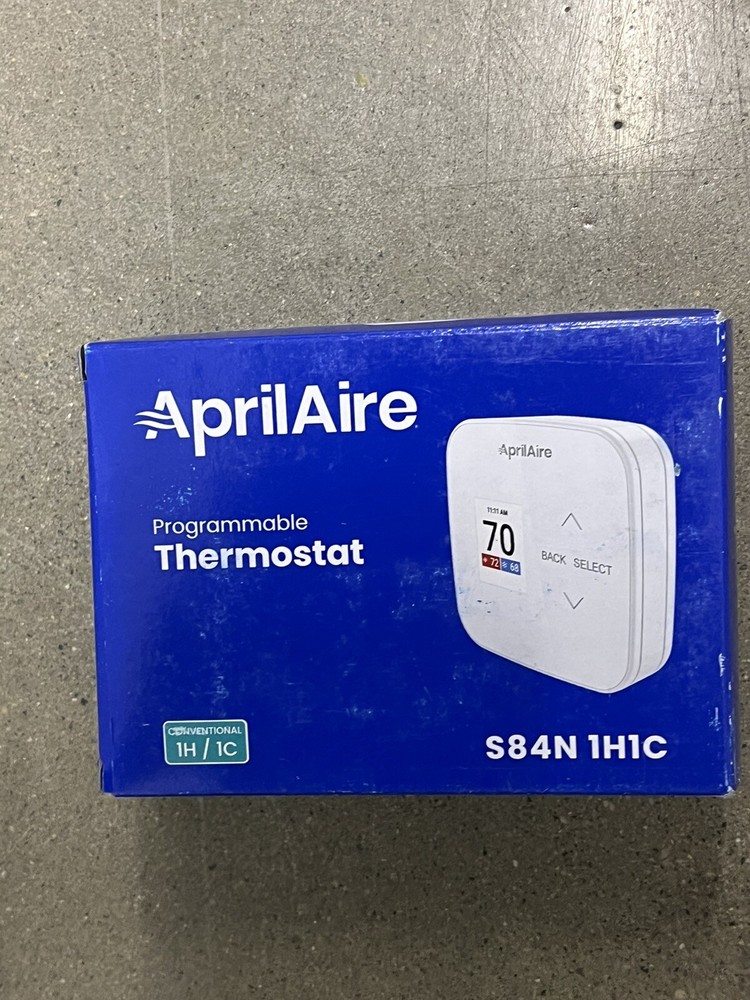 AprilAire
Programmable
Thermostat
CONVENTIONAL
1H / 1C
AprilAire
11:11 AM
70
72 68
BACK SELECT
S84N 1H1C